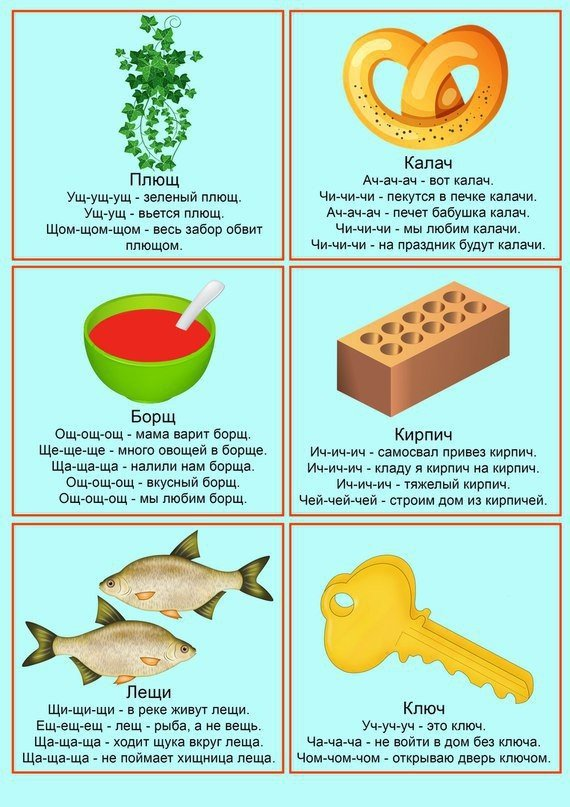 Плющ
Ущ-ущ-ущ - зеленый плющ.
Ущ-ущ - вьется плющ.
Щом-щом-щом - весь забор обвит
плющом.
Калач
Ач-ач-ач - вот калач.
Чи-чи-чи - пекутся в печке калачи.
Ач-ач-ач - печет бабушка калач.
Чи-чи-чи - мы любим калачи.
Чи-чи-чи - на праздник будут калачи.
Борщ
Ощ-ощ-ощ - мама варит борщ.
Ще-ще-ще - много овощей в борще.
Ща-ща-ща - налили нам борща.
Ощ-ощ-ощ - вкусный борщ.
Ощ-ощ-ощ - мы любим борщ.
Кирпич
Ич-ич-ич - самосвал привез кирпич.
Ич-ич-ич - кладу я кирпич на кирпич.
Ич-ич-ич - тяжелый кирпич.
Чей-чей-чей - строим дом из кирпичей.
Лещи
Щи-щи-щи - в реке живут лещи.
Ещ-ещ-ещ - лещ - рыба, а не вещь.
Ща-ща-ща - ходит щука вкруг леща.
Ща-ща-ща - не поймает хищница леща.
Ключ
Уч-уч-уч - это ключ.
Ча-ча-ча - не войти в дом без ключа.
Чом-чом-чом - открываю дверь ключом.